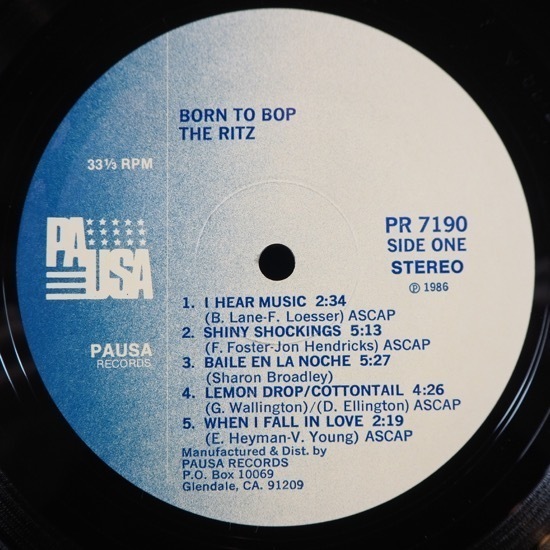 BORN TO BOP
THE RITZ
33⅓ RPM
PR 7190
SIDE ONE
STEREO
Ⓟ 1986
PAUSA
PAUSA
RECORDS
1. I HEAR MUSIC 2:34
(B. Lane-F. Loesser) ASCAP
2. SHINY SHOCKINGS 5:13
(F. Foster-Jon Hendricks) ASCAP
3. BAILE EN LA NOCHE 5:27
(Sharon Broadley)
4. LEMON DROP/COTTONTAIL 4:26
(G. Wallington)/(D. Ellington) ASCAP
5. WHEN I FALL IN LOVE 2:19
(E. Heyman-V. Young) ASCAP
Manufactured & Dist. by
PAUSA RECORDS
P.O. Box 10069
Glendale, CA. 91209